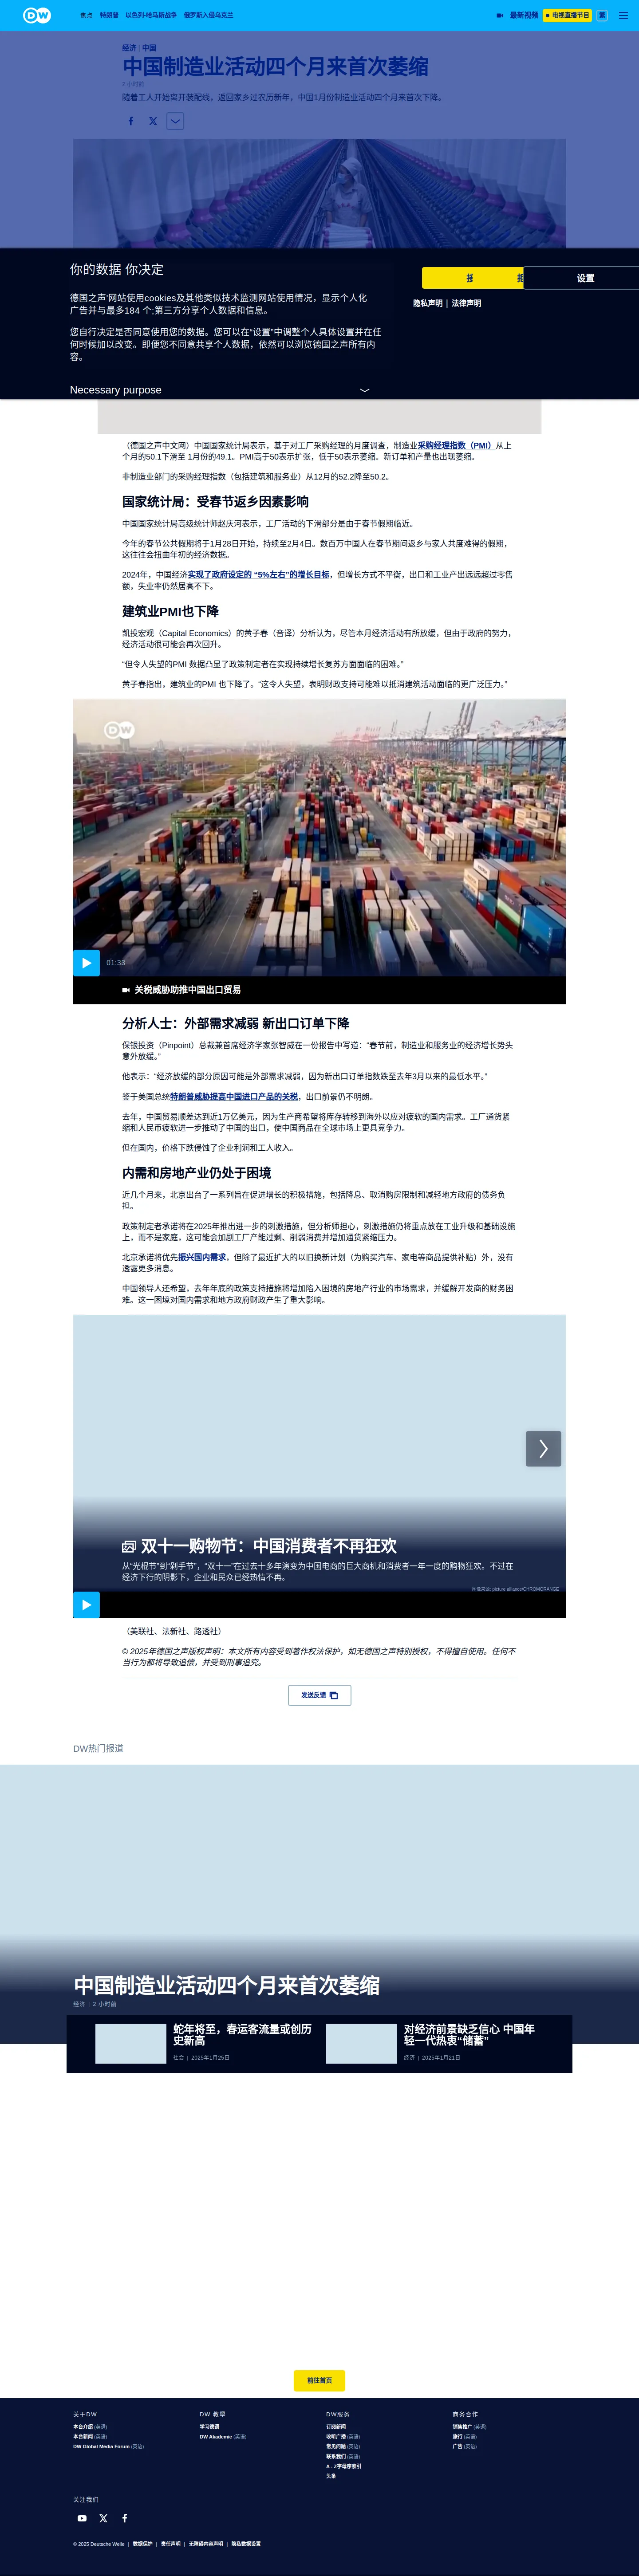 DW
焦点 特朗普 以色列-哈马斯战争 俄罗斯入侵乌克兰
最新视频 电视直播节目 繁
经济 | 中国
中国制造业活动四个月来首次萎缩
2 小时前
随着工人开始离开装配线，返回家乡过农历新年，中国1月份制造业活动四个月来首次下降。
你的数据 你决定
设置
隐私声明 | 法律声明
德国之声'网站使用cookies及其他类似技术监测网站使用情况，显示个人化
广告并与最多184 个;第三方分享个人数据和信息。
您自行决定是否同意使用您的数据。您可以在“设置”中调整个人具体设置并在任
何时候加以改变。即便您不同意共享个人数据，依然可以浏览德国之声所有内
容。
Necessary purpose
（德国之声中文网）中国国家统计局表示，基于对工厂采购经理的月度调查，制造业采购经理指数（PMI）从上
个月的50.1下滑至 1月份的49.1。PMI高于50表示扩张，低于50表示萎缩。新订单和产量也出现萎缩。
非制造业部门的采购经理指数（包括建筑和服务业）从12月的52.2降至50.2。
国家统计局：受春节返乡因素影响
中国国家统计局高级统计师赵庆河表示，工厂活动的下滑部分是由于春节假期临近。
今年的春节公共假期将于1月28日开始，持续至2月4日。数百万中国人在春节期间返乡与家人共度难得的假期，
这往往会扭曲年初的经济数据。
2024年，中国经济实现了政府设定的 “5%左右”的增长目标，但增长方式不平衡，出口和工业产出远远超过零售
额，失业率仍然居高不下。
建筑业PMI也下降
凯投宏观（Capital Economics）的黄子春（音译）分析认为，尽管本月经济活动有所放缓，但由于政府的努力，
经济活动很可能会再次回升。
“但令人失望的PMI 数据凸显了政策制定者在实现持续增长复苏方面面临的困难。”
黄子春指出，建筑业的PMI 也下降了。“这令人失望，表明财政支持可能难以抵消建筑活动面临的更广泛压力。”
DW
01:33
关税威胁助推中国出口贸易
分析人士：外部需求减弱 新出口订单下降
保银投资（Pinpoint）总裁兼首席经济学家张智威在一份报告中写道：“春节前，制造业和服务业的经济增长势头
意外放缓。”
他表示：“经济放缓的部分原因可能是外部需求减弱，因为新出口订单指数跌至去年3月以来的最低水平。”
鉴于美国总统特朗普威胁提高中国进口产品的关税，出口前景仍不明朗。
去年，中国贸易顺差达到近1万亿美元，因为生产商希望将库存转移到海外以应对疲软的国内需求。工厂通货紧
缩和人民币疲软进一步推动了中国的出口，使中国商品在全球市场上更具竞争力。
但在国内，价格下跌侵蚀了企业利润和工人收入。
内需和房地产业仍处于困境
近几个月来，北京出台了一系列旨在促进增长的积极措施，包括降息、取消购房限制和减轻地方政府的债务负
担。
政策制定者承诺将在2025年推出进一步的刺激措施，但分析师担心，刺激措施仍将重点放在工业升级和基础设施
上，而不是家庭，这可能会加剧工厂产能过剩、削弱消费并增加通货紧缩压力。
北京承诺将优先振兴国内需求，但除了最近扩大的以旧换新计划（为购买汽车、家电等商品提供补贴）外，没有
透露更多消息。
中国领导人还希望，去年年底的政策支持措施将增加陷入困境的房地产行业的市场需求，并缓解开发商的财务困
难。这一困境对国内需求和地方政府财政产生了重大影响。
双十一购物节：中国消费者不再狂欢
从“光棍节”到“剁手节”，“双十一”在过去十多年演变为中国电商的巨大商机和消费者一年一度的购物狂欢。不过在
经济下行的阴影下，企业和民众已经热情不再。
图像来源: picture alliance/CHROMORANGE
（美联社、法新社、路透社）
© 2025年德国之声版权声明：本文所有内容受到著作权法保护，如无德国之声特别授权，不得擅自使用。任何不
当行为都将导致追偿，并受到刑事追究。
发送反馈
DW热门报道
中国制造业活动四个月来首次萎缩
经济 | 2 小时前
蛇年将至，春运客流量或创历
史新高
社会 | 2025年1月25日
对经济前景缺乏信心 中国年
轻一代热衷“储蓄”
经济 | 2025年1月21日
前往首页
关于DW
本台介绍 (英语)
本台新闻 (英语)
DW Global Media Forum (英语)
DW 教學
学习德语
DW Akademie (英语)
DW服务
订阅新闻
收听广播 (英语)
常见问题 (英语)
联系我们 (英语)
A - Z字母序索引
头条
商务合作
销售推广 (英语)
旅行 (英语)
广告 (英语)
关注我们
© 2025 Deutsche Welle | 数据保护 | 责任声明 | 无障碍内容声明 | 隐私数据设置